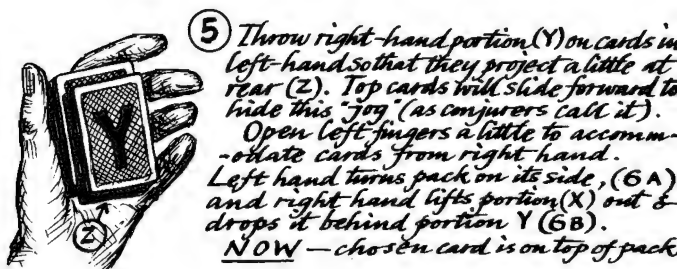 5 Throw right-hand portion (Y) on cards in
left-hand so that they project a little at
rear (Z). Top cards will slide forward to
hide this "jog" (as conjurers call it).
Open left fingers a little to accomm-
-odate cards from right hand.
Left hand turns pack on its side, (6A)
and right hand lifts portion (X) out &
drops it behind portion Y (6B).
NOW — chosen card is on top of pack
Y
Z